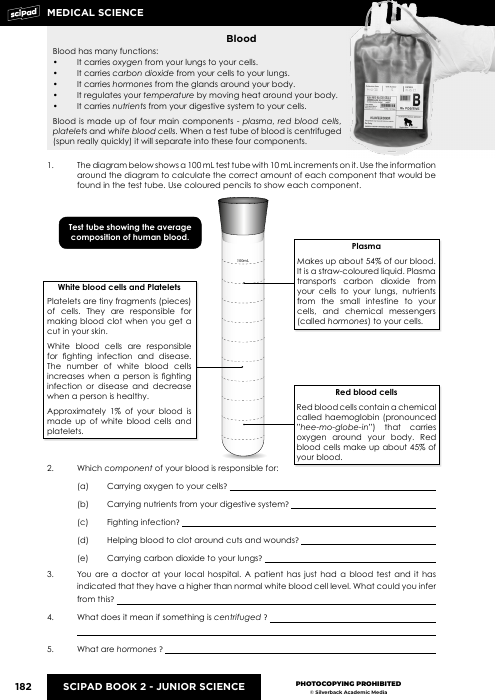 scipad MEDICAL SCIENCE
Blood
Blood has many functions:
• It carries oxygen from your lungs to your cells.
• It carries carbon dioxide from your cells to your lungs.
• It carries hormones from the glands around your body.
• It regulates your temperature by moving heat around your body.
• It carries nutrients from your digestive system to your cells.
Blood is made up of four main components - plasma, red blood cells,
platelets and white blood cells. When a test tube of blood is centrifuged
(spun really quickly) it will separate into these four components.
B
Rh POSITIVE
1. The diagram below shows a 100 mL test tube with 10 mL increments on it. Use the information
around the diagram to calculate the correct amount of each component that would be
found in the test tube. Use coloured pencils to show each component.
Test tube showing the average
composition of human blood.
100mL
Plasma
Makes up about 54% of our blood.
It is a straw-coloured liquid. Plasma
transports carbon dioxide from
your cells to your lungs, nutrients
from the small intestine to your
cells, and chemical messengers
(called hormones) to your cells.
White blood cells and Platelets
Platelets are tiny fragments (pieces)
of cells. They are responsible for
making blood clot when you get a
cut in your skin.
White blood cells are responsible
for fighting infection and disease.
The number of white blood cells
increases when a person is fighting
infection or disease and decrease
when a person is healthy.
Approximately 1% of your blood is
made up of white blood cells and
platelets.
Red blood cells
Red blood cells contain a chemical
called haemoglobin (pronounced
"hee-mo-globe-in") that carries
oxygen around your body. Red
blood cells make up about 45% of
your blood.
2. Which component of your blood is responsible for:
(a) Carrying oxygen to your cells?
(b) Carrying nutrients from your digestive system?
(c) Fighting infection?
(d) Helping blood to clot around cuts and wounds?
(e) Carrying carbon dioxide to your lungs?
3. You are a doctor at your local hospital. A patient has just had a blood test and it has
indicated that they have a higher than normal white blood cell level. What could you infer
from this?
4. What does it mean if something is centrifuged ?
5. What are hormones ?
182 SCIPAD BOOK 2 - JUNIOR SCIENCE
PHOTOCOPYING PROHIBITED
© Silverback Academic Media